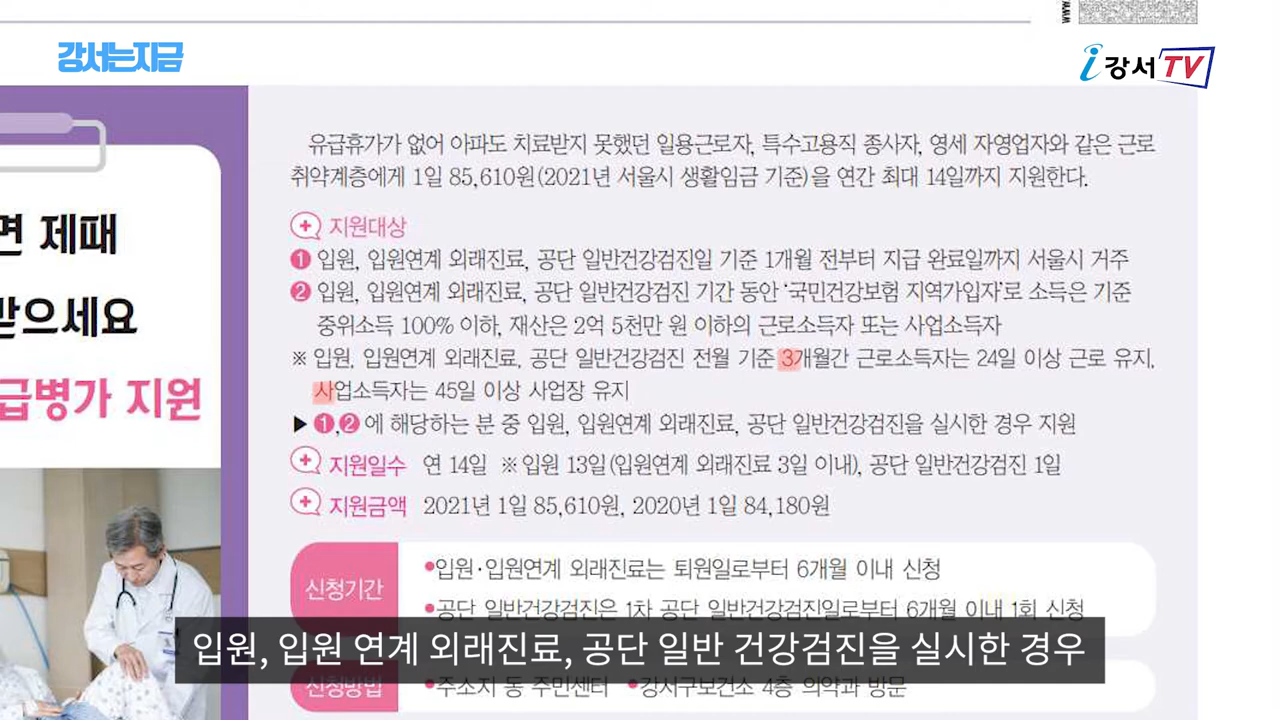 강서는지금
i강서TV
면 제때
받으세요
급병가 지원
유급휴가가 없어 아파도 치료받지 못했던 일용근로자, 특수고용직 종사자, 영세 자영업자와 같은 근로
취약계층에게 1일 85,610원(2021년 서울시 생활임금 기준)을 연간 최대 14일까지 지원한다.
지원대상
❶ 입원, 입원연계 외래진료, 공단 일반건강검진일 기준 1개월 전부터 지급 완료일까지 서울시 거주
❷ 입원, 입원연계 외래진료, 공단 일반건강검진 기간 동안 '국민건강보험 지역가입자'로 소득은 기준
중위소득 100% 이하, 재산은 2억 5천만 원 이하의 근로소득자 또는 사업소득자
※ 입원, 입원연계 외래진료, 공단 일반건강검진 전월 기준 3개월간 근로소득자는 24일 이상 근로 유지,
사업소득자는 45일 이상 사업장 유지
▶❶,❷에 해당하는 분 중 입원, 입원연계 외래진료, 공단 일반건강검진을 실시한 경우 지원
지원일수 연 14일 ※입원 13일(입원연계 외래진료 3일 이내), 공단 일반건강검진 1일
지원금액 2021년 1일 85,610원, 2020년 1일 84,180원
신청기간
•입원·입원연계 외래진료는 퇴원일로부터 6개월 이내 신청
•공단 일반건강검진은 1차 공단 일반건강검진일로부터 6개월 이내 1회 신청
입원, 입원 연계 외래진료, 공단 일반 건강검진을 실시한 경우
신청방법 •주소지 동 주민센터 •강서구보건소 4층 의약과 방문